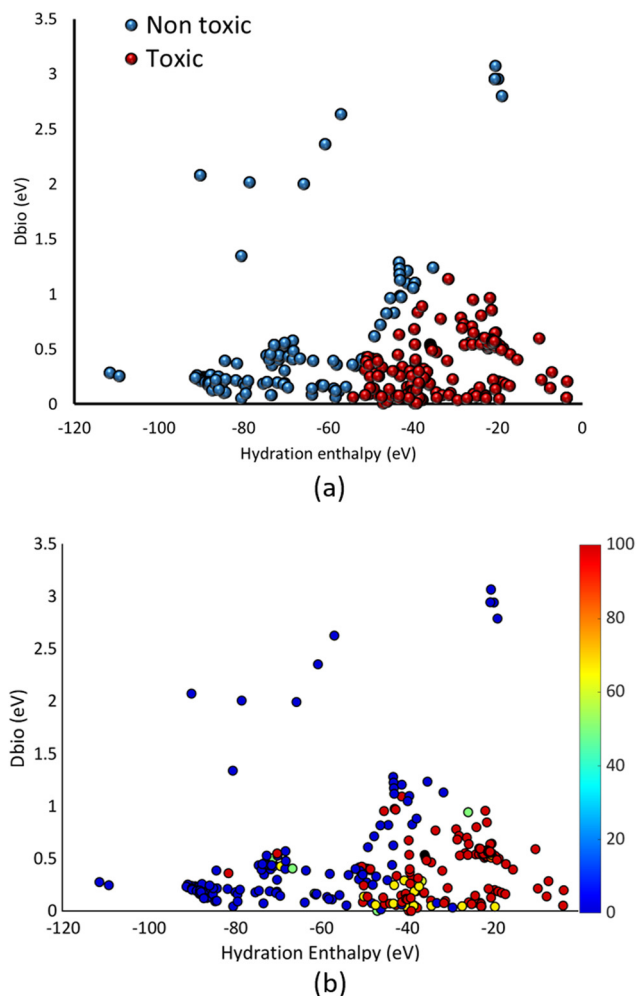 3.5
Non toxic
3
Toxic
2.5
2
1.5
1
0.5
0
Dbio (eV)
-120 -100 -80 -60 -40 -20 0
Hydration enthalpy (eV)
(a)
3.5
3
2.5
2
1.5
1
0.5
0
Dbio (eV)
-120 -100 -80 -60 -40 -20
Hydration Enthalpy (eV)
100
80
60
40
20
0
(b)